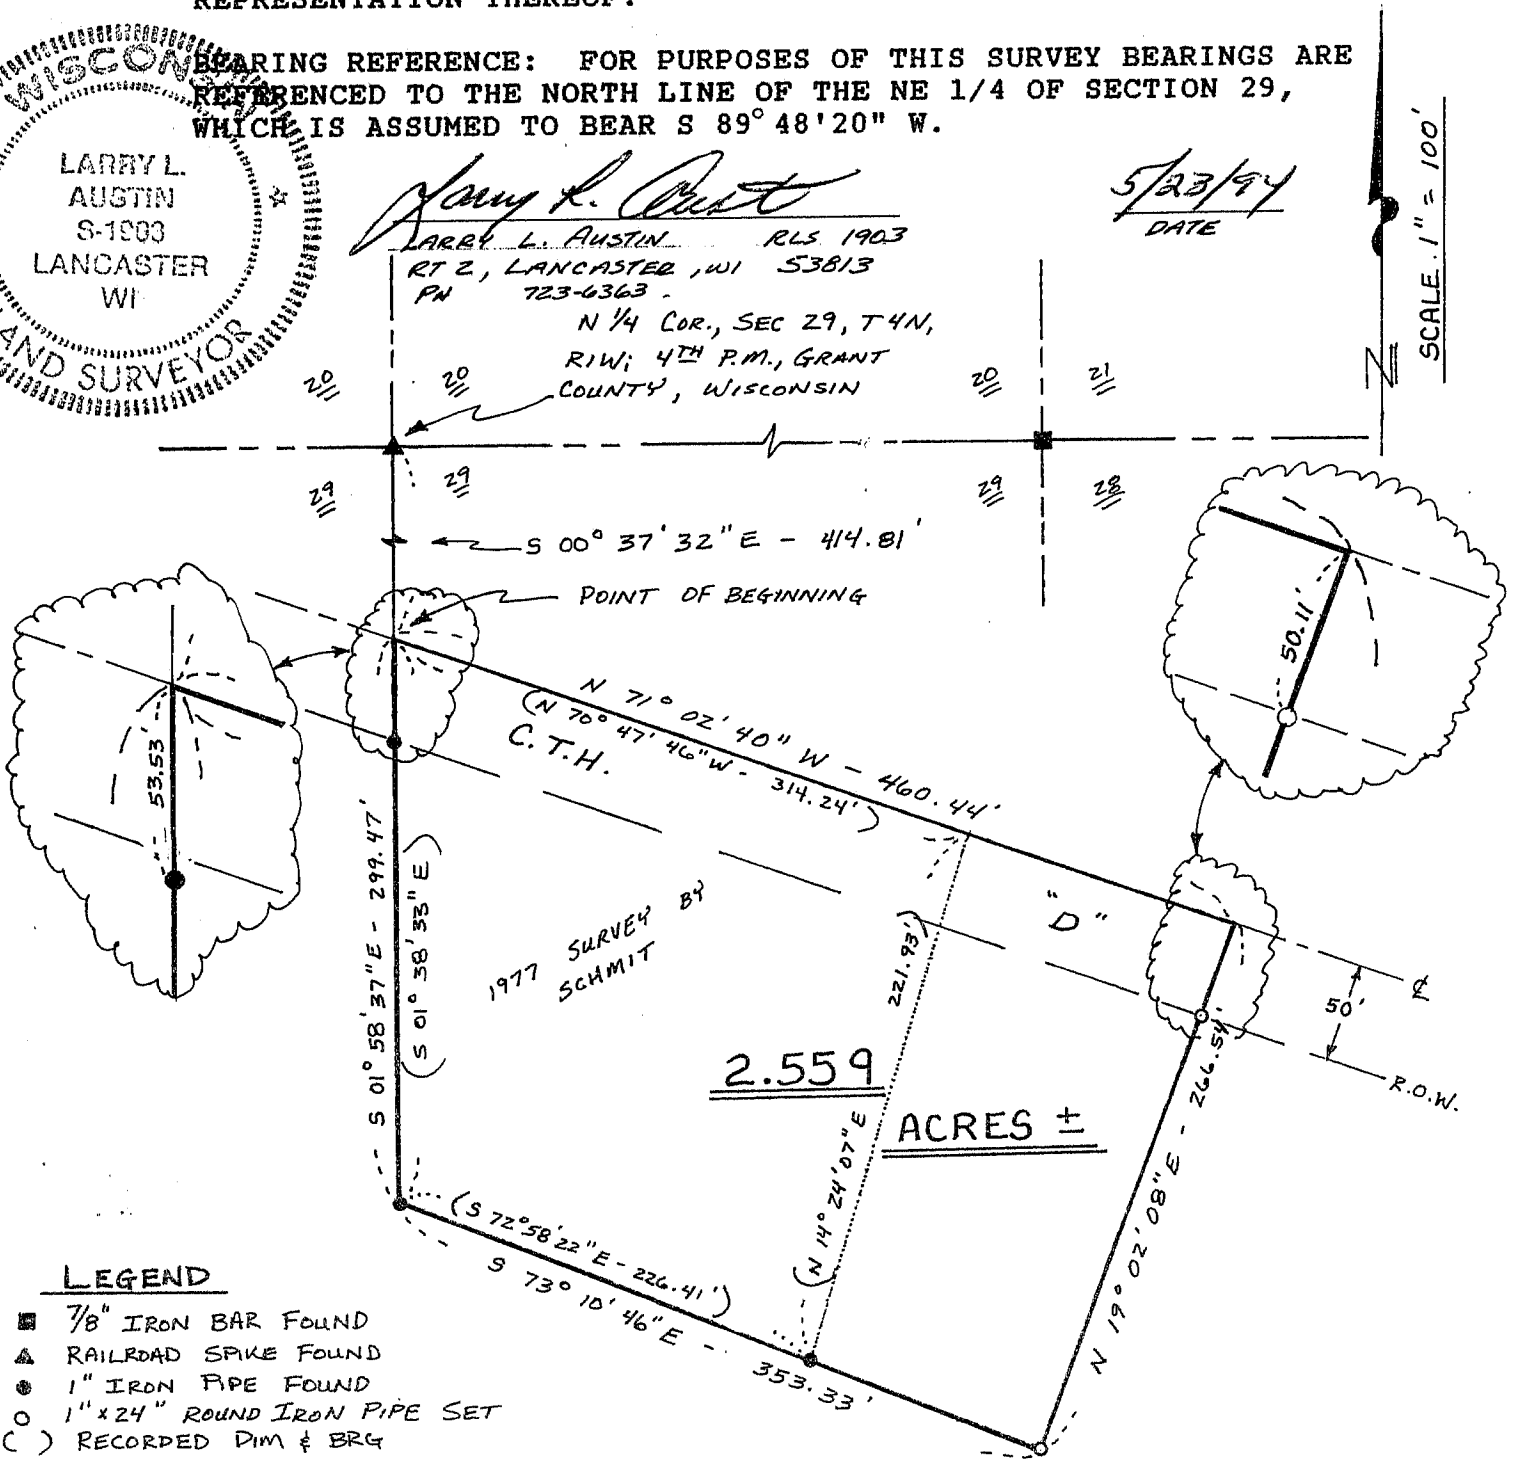 REPRESENTATION THEREOF.
BEARING REFERENCE: FOR PURPOSES OF THIS SURVEY BEARINGS ARE
REFERENCED TO THE NORTH LINE OF THE NE 1/4 OF SECTION 29,
WHICH IS ASSUMED TO BEAR S 89° 48'20" W.
WISCONSIN
LARRY L.
AUSTIN
S-1903
LANCASTER
WI
LAND SURVEYOR
5/23/94
DATE
LARRY L. AUSTIN RLS 1903
RT 2, LANCASTER, WI 53813
PH 723-6363
SCALE 1" = 100'
N
N 1/4 COR., SEC 29, T4N,
R1W; 4TH P.M., GRANT
COUNTY, WISCONSIN
20 20 20 21
29 29 29 28
S 00° 37' 32" E - 414.81'
POINT OF BEGINNING
50.11'
53.53'
N 71° 02' 40" W - 460.44'
(N 70° 47' 46" W - 314.24')
C.T.H.
"D"
S 01° 58' 37" E - 299.47'
(S 01° 38' 33" E)
1977 SURVEY BY
SCHMIT
221.93')
(N 14° 24' 07" E
50'
℄
R.O.W.
2.559
ACRES ±
N 19° 02' 08" E - 266.54'
(S 72° 58' 22" E - 226.41')
S 73° 10' 46" E - 353.33'
LEGEND
7/8" IRON BAR FOUND
RAILROAD SPIKE FOUND
1" IRON PIPE FOUND
1" x 24" ROUND IRON PIPE SET
( ) RECORDED DIM & BRG